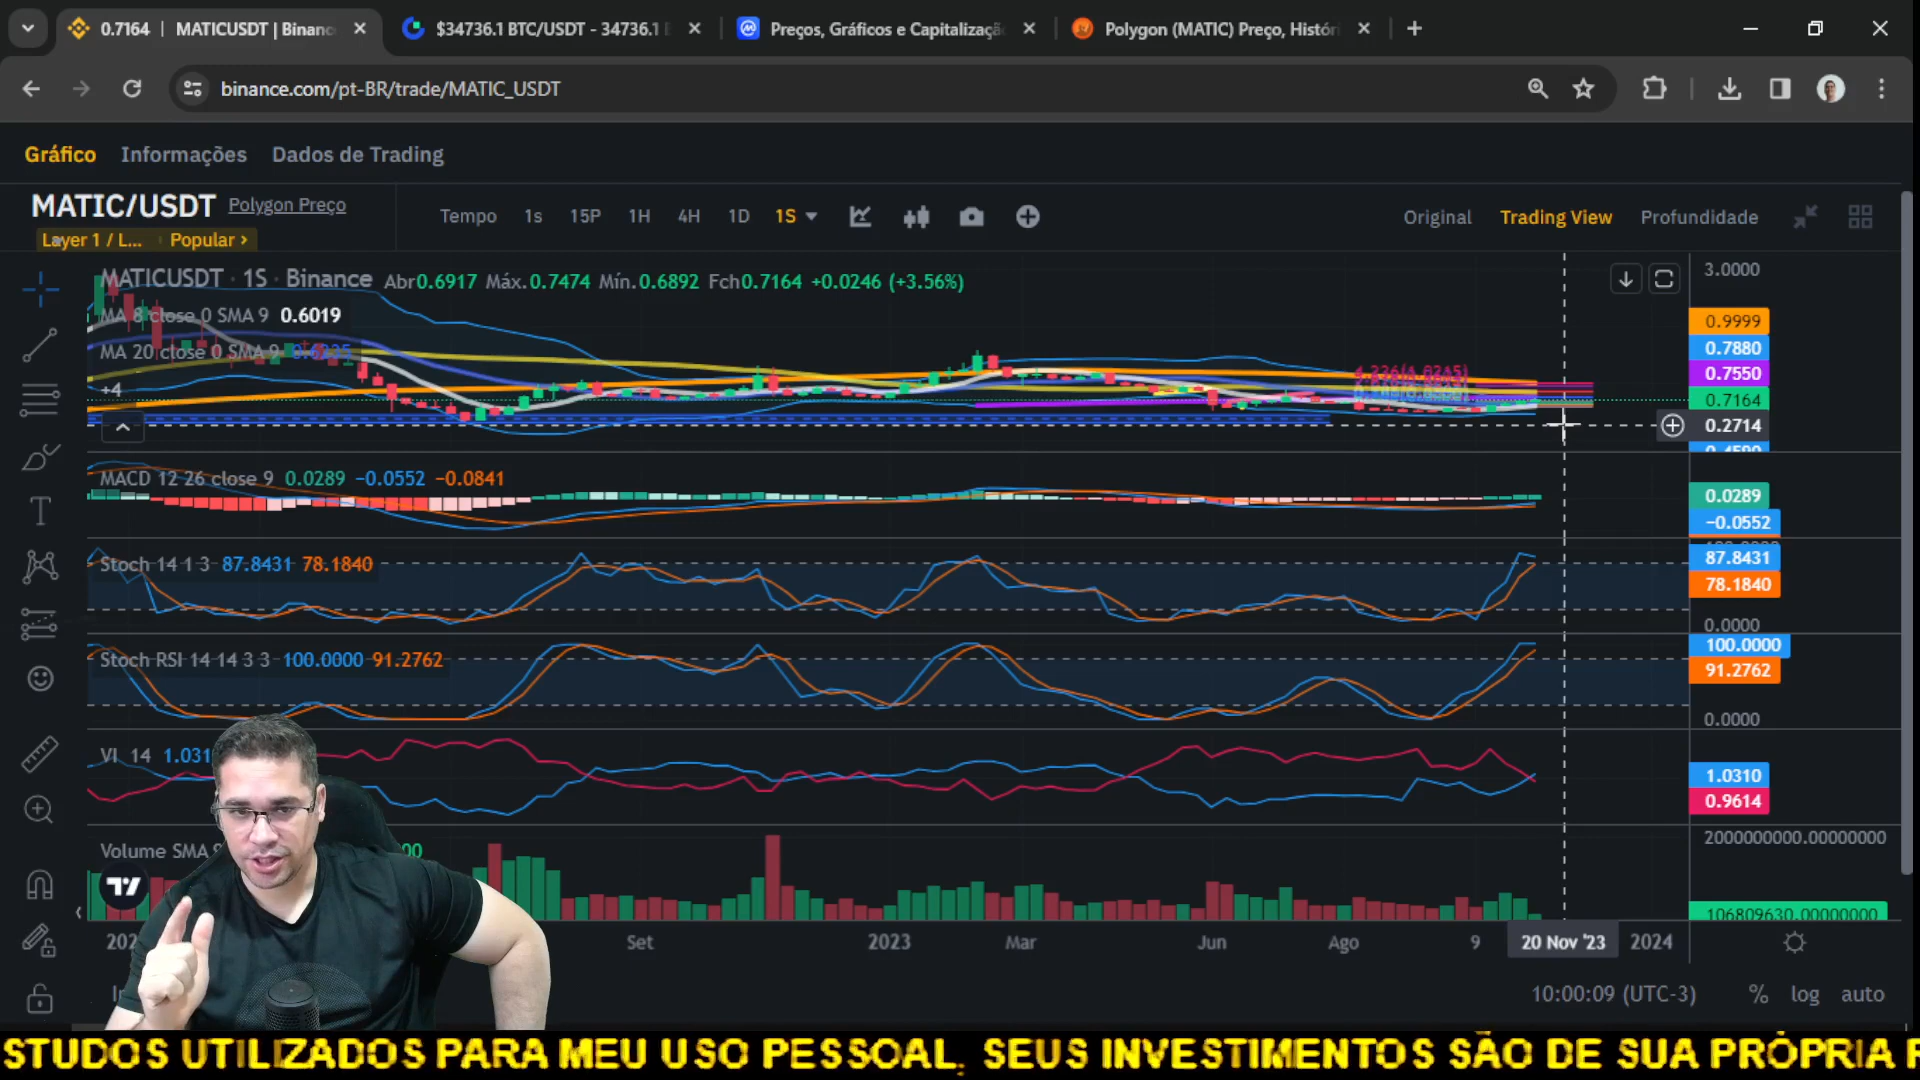 0.7164 | MATICUSDT | Binanc
$34736.1 BTC/USDT - 34736.1
Preços, Gráficos e Capitalizaçã
Polygon (MATIC) Preço, Histór
binance.com/pt-BR/trade/MATIC_USDT
Gráfico Informações Dados de Trading
MATIC/USDT Polygon Preço
Layer 1 / L... Popular >
Tempo 1s 15P 1H 4H 1D 1S
Original Trading View Profundidade
MATICUSDT · 1S · Binance Abr0.6917 Máx.0.7474 Mín.0.6892 Fch0.7164 +0.0246 (+3.56%)
MA 8 close 0 SMA 9 0.6019
MA 20 close 0 SMA 9
+4
3.0000
0.9999
0.7880
0.7550
0.7164
0.2714
MACD 12 26 close 9 0.0289 −0.0552 −0.0841
0.0289
−0.0552
Stoch 14 1 3 87.8431 78.1840
87.8431
78.1840
0.0000
Stoch RSI 14 14 3 3 100.0000 91.2762
100.0000
91.2762
0.0000
VI 14 1.031
1.0310
0.9614
Volume SMA
00
2000000000.00000000
106809630.00000000
202 Set 2023 Mar Jun Ago 9 20 Nov '23 2024
10:00:09 (UTC-3) % log auto
STUDOS UTILIZADOS PARA MEU USO PESSOAL. SEUS INVESTIMENTOS SÃO DE SUA PRÓPRIA